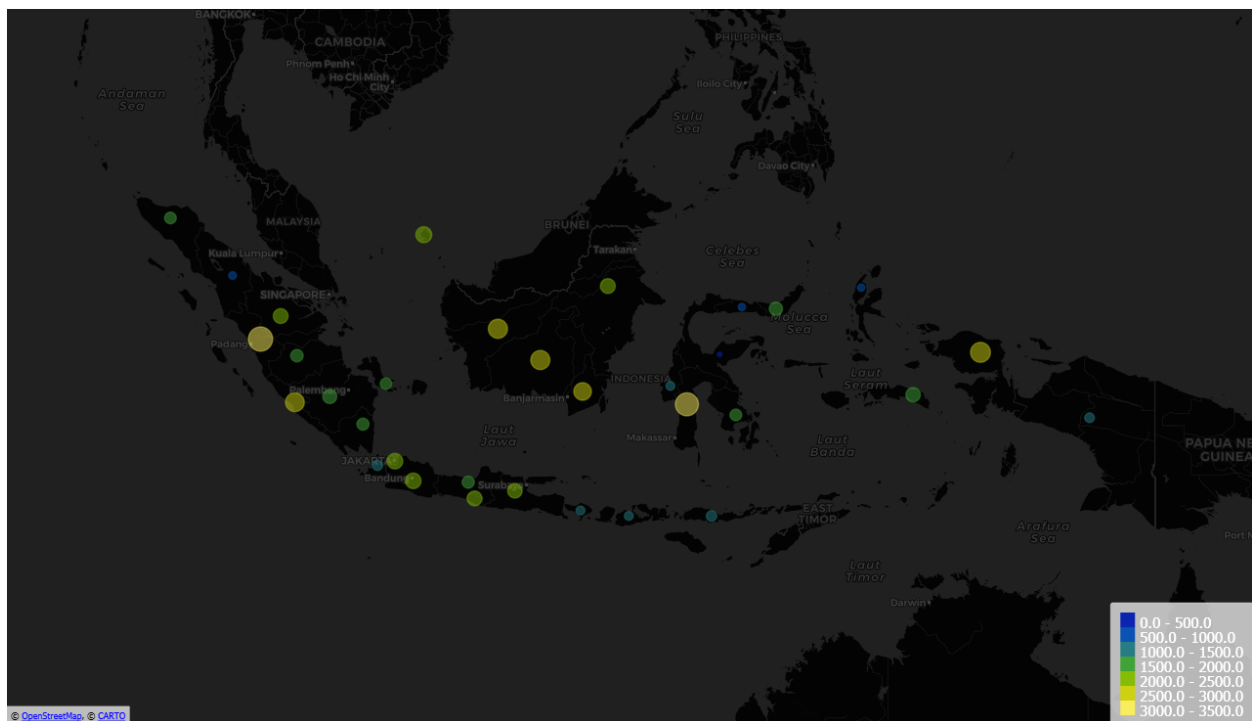 BANGKOK
PHILIPPINES
CAMBODIA
Phnom Penh
Ho Chi Minh
City
Iloilo City
Andaman
Sea
Sulu
Sea
Davao City
MALAYSIA
BRUNEI
Kuala Lumpur
Tarakan
Celebes
Sea
SINGAPORE
Molucca
Sea
Padang
Laut
Seram
INDONESI
Palembang
Banjarmasin
Laut
Jawa
Makassar
Laut
Banda
PAPUA NE
GUINEA
JAKARTA
Bandung
Surabaya
EAST
TIMOR
Arafura
Sea
Port M
Laut
Timor
Darwin
0.0 - 500.0
500.0 - 1000.0
1000.0 - 1500.0
1500.0 - 2000.0
2000.0 - 2500.0
2500.0 - 3000.0
3000.0 - 3500.0
© OpenStreetMap, © CARTO